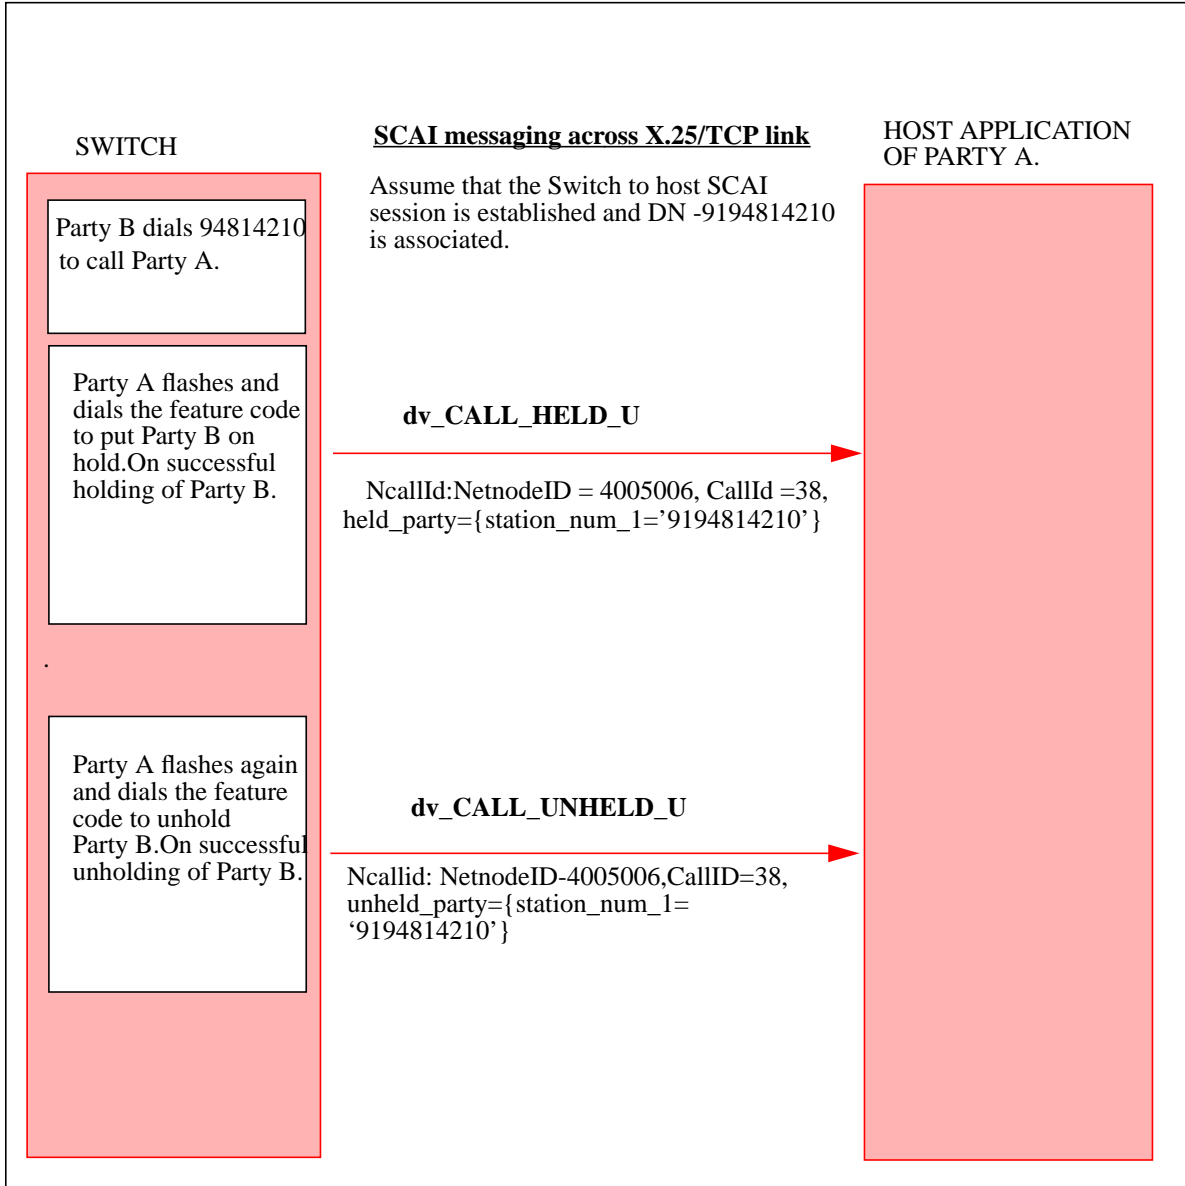 SWITCH
SCAI messaging across X.25/TCP link
HOST APPLICATION
OF PARTY A.
Assume that the Switch to host SCAI
session is established and DN -9194814210
is associated.
Party B dials 94814210
to call Party A.
Party A flashes and
dials the feature code
to put Party B on
hold.On successful
holding of Party B.
dv_CALL_HELD_U
NcallId:NetnodeID = 4005006, CallId =38,
held_party={station_num_1=’9194814210’}
.
Party A flashes again
and dials the feature
code to unhold
Party B.On successful
unholding of Party B.
dv_CALL_UNHELD_U
Ncallid: NetnodeID-4005006,CallID=38,
unheld_party={station_num_1=
‘9194814210’}